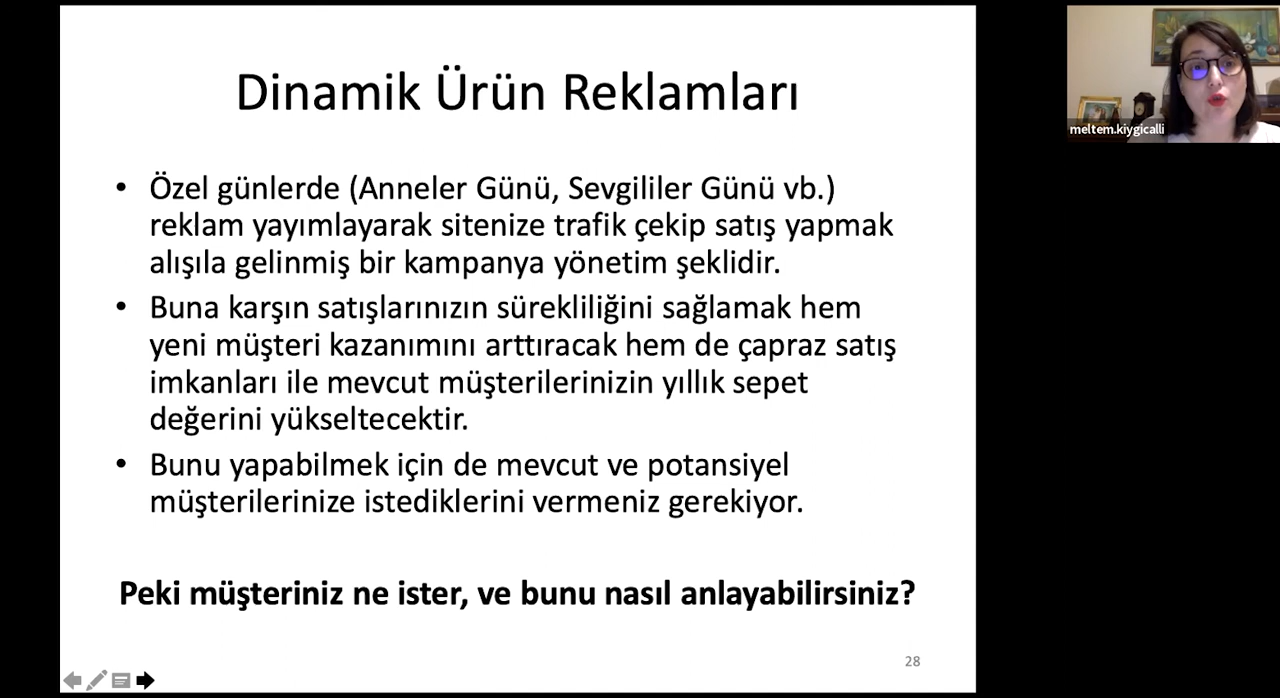 Dinamik Ürün Reklamları
• Özel günlerde (Anneler Günü, Sevgililer Günü vb.)
reklam yayımlayarak sitenize trafik çekip satış yapmak
alışıla gelinmiş bir kampanya yönetim şeklidir.
• Buna karşın satışlarınızın sürekliliğini sağlamak hem
yeni müşteri kazanımını arttıracak hem de çapraz satış
imkanları ile mevcut müşterilerinizin yıllık sepet
değerini yükseltecektir.
• Bunu yapabilmek için de mevcut ve potansiyel
müşterilerinize istediklerini vermeniz gerekiyor.
Peki müşteriniz ne ister, ve bunu nasıl anlayabilirsiniz?
28
meltem.kiygicalli